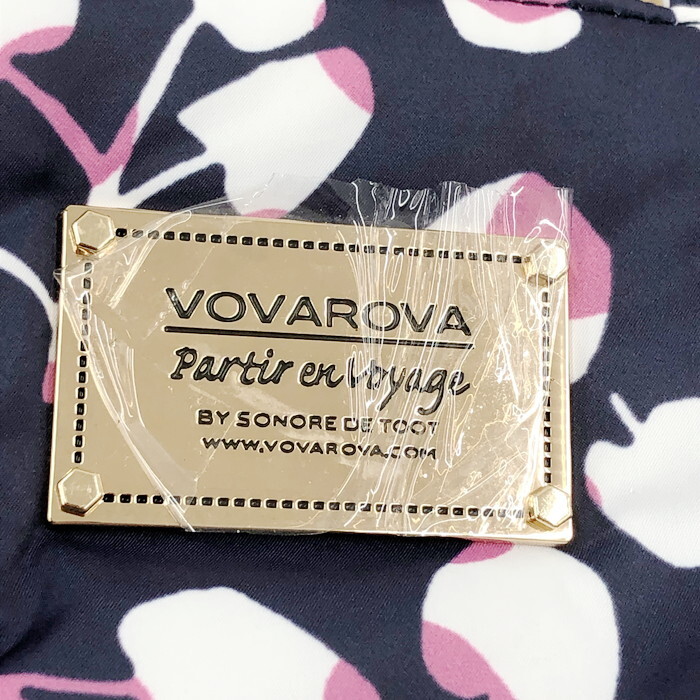 VOVAROVA
Partir en Voyage
BY SONORE DE TOOT
WWW.VOVAROVA.COM